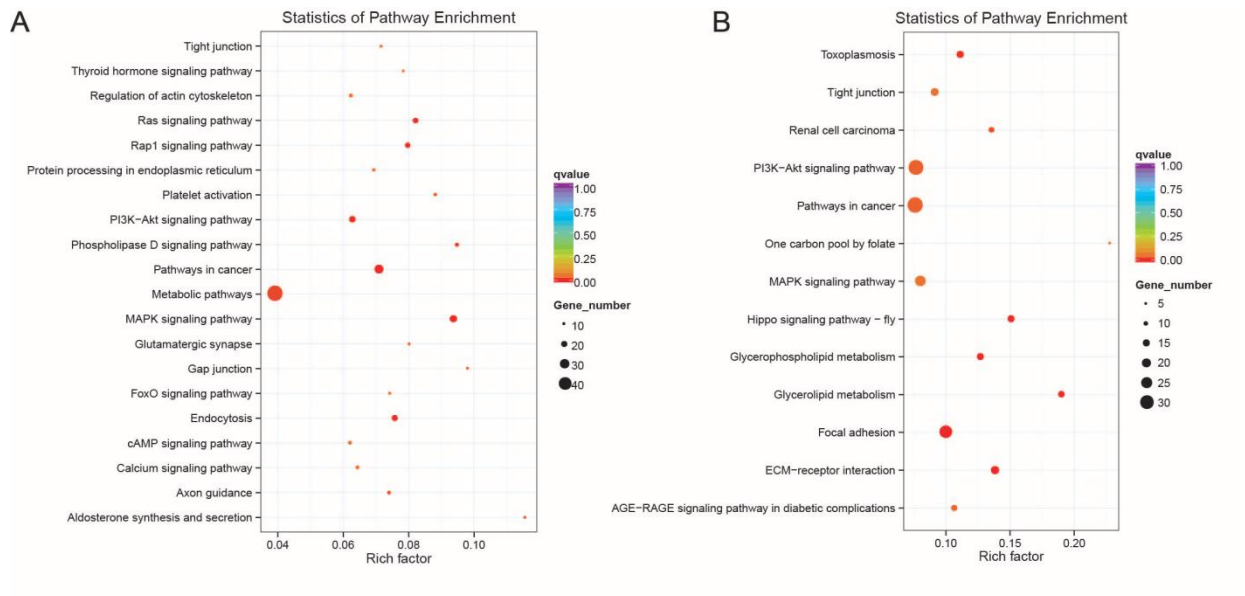 A
Statistics of Pathway Enrichment
Tight junction
Thyroid hormone signaling pathway
Regulation of actin cytoskeleton
Ras signaling pathway
Rap1 signaling pathway
Protein processing in endoplasmic reticulum
Platelet activation
PI3K−Akt signaling pathway
Phospholipase D signaling pathway
Pathways in cancer
Metabolic pathways
MAPK signaling pathway
Glutamatergic synapse
Gap junction
FoxO signaling pathway
Endocytosis
cAMP signaling pathway
Calcium signaling pathway
Axon guidance
Aldosterone synthesis and secretion
0.04 0.06 0.08 0.10
Rich factor
qvalue
1.00
0.75
0.50
0.25
0.00
Gene_number
10
20
30
40
B
Statistics of Pathway Enrichment
Toxoplasmosis
Tight junction
Renal cell carcinoma
PI3K−Akt signaling pathway
Pathways in cancer
One carbon pool by folate
MAPK signaling pathway
Hippo signaling pathway − fly
Glycerophospholipid metabolism
Glycerolipid metabolism
Focal adhesion
ECM−receptor interaction
AGE−RAGE signaling pathway in diabetic complications
0.10 0.15 0.20
Rich factor
qvalue
1.00
0.75
0.50
0.25
0.00
Gene_number
5
10
15
20
25
30